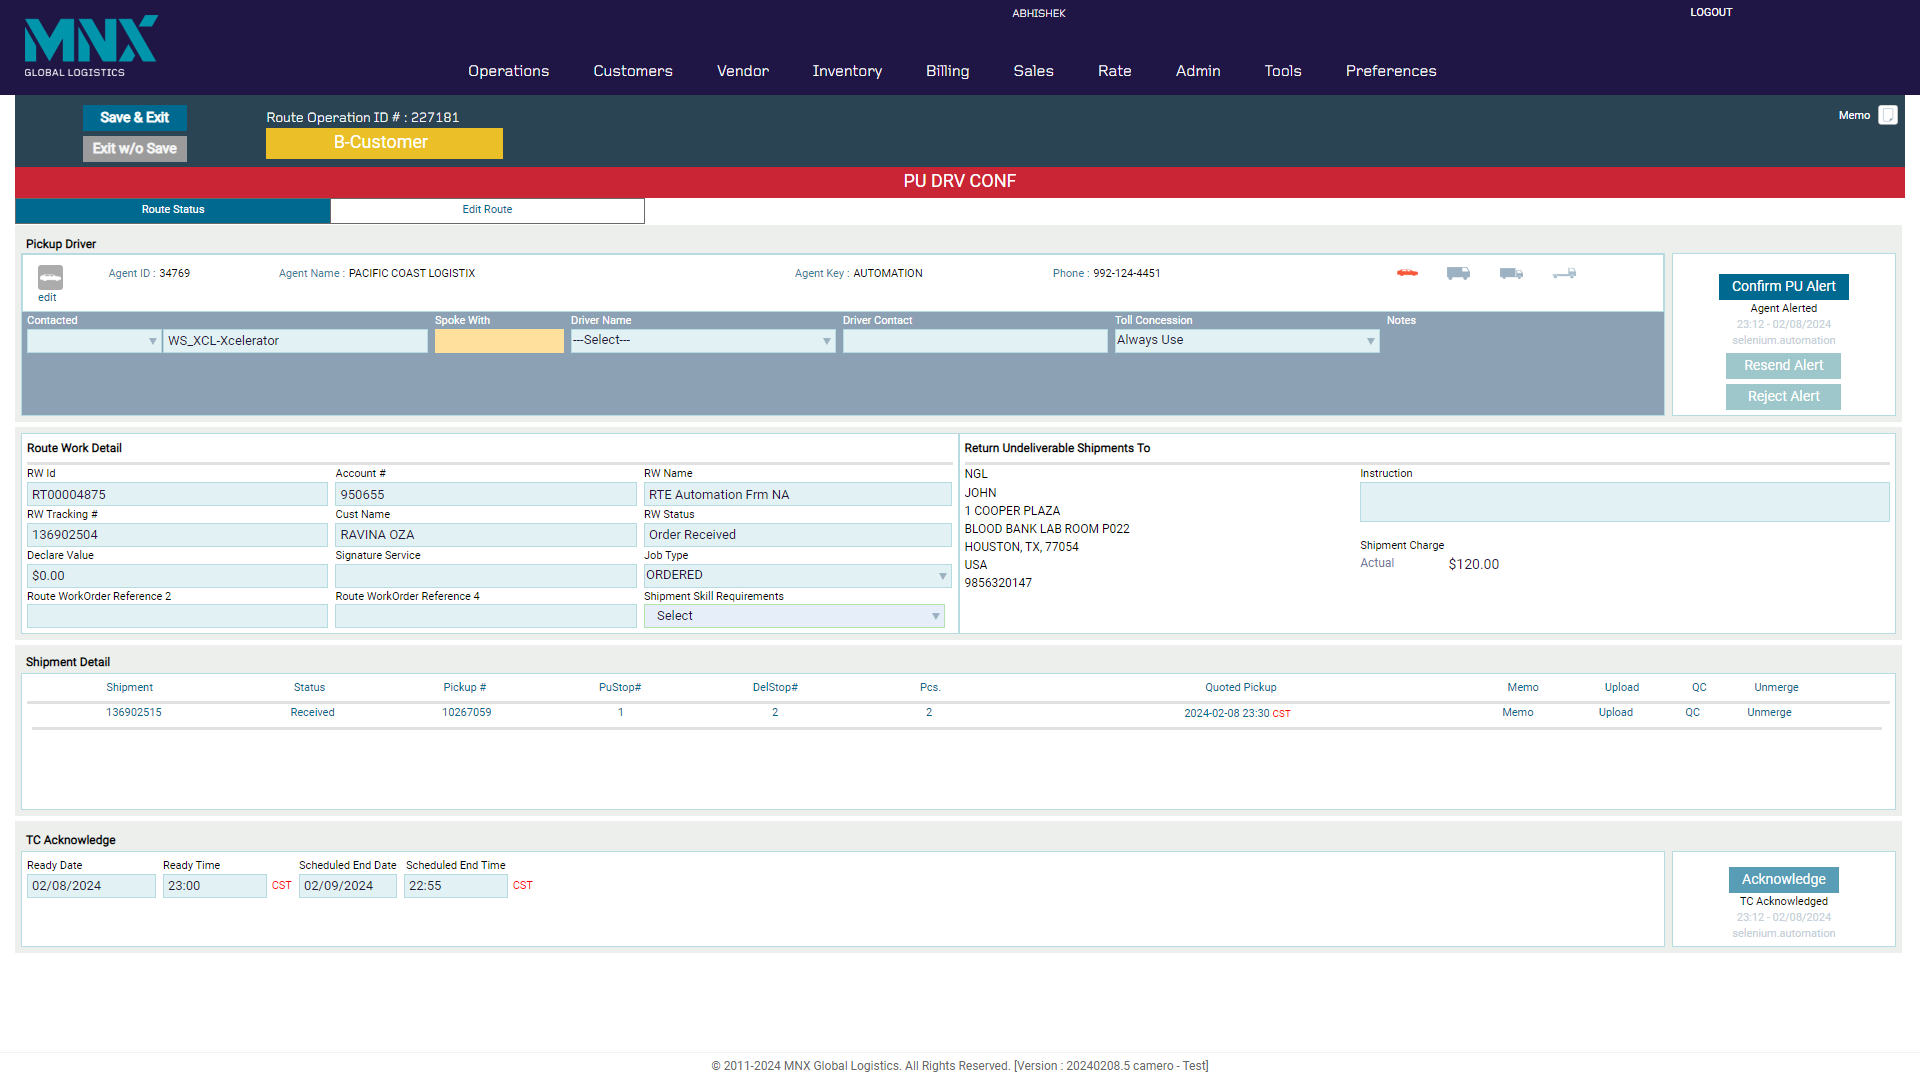 MNX
GLOBAL LOGISTICS
ABHISHEK
LOGOUT
Operations Customers Vendor Inventory Billing Sales Rate Admin Tools Preferences
Save & Exit
Exit w/o Save
Route Operation ID # : 227181
B-Customer
Memo
PU DRV CONF
Route Status Edit Route
Pickup Driver
edit
Agent ID : 34769 Agent Name : PACIFIC COAST LOGISTIX Agent Key : AUTOMATION Phone : 992-124-4451
Contacted Spoke With Driver Name Driver Contact Toll Concession Notes
WS_XCL-Xcelerator ---Select--- Always Use
Confirm PU Alert
Agent Alerted
23:12 - 02/08/2024
selenium.automation
Resend Alert
Reject Alert
Route Work Detail
RW Id Account # RW Name
RT00004875 950655 RTE Automation Frm NA
RW Tracking # Cust Name RW Status
136902504 RAVINA OZA Order Received
Declare Value Signature Service Job Type
$0.00 ORDERED
Route WorkOrder Reference 2 Route WorkOrder Reference 4 Shipment Skill Requirements
Select
Return Undeliverable Shipments To
NGL
JOHN
1 COOPER PLAZA
BLOOD BANK LAB ROOM P022
HOUSTON, TX, 77054
USA
9856320147
Instruction
Shipment Charge
Actual $120.00
Shipment Detail
Shipment Status Pickup # PuStop# DelStop# Pcs. Quoted Pickup Memo Upload QC Unmerge
136902515 Received 10267059 1 2 2 2024-02-08 23:30 CST Memo Upload QC Unmerge
TC Acknowledge
Ready Date Ready Time Scheduled End Date Scheduled End Time
02/08/2024 23:00 CST 02/09/2024 22:55 CST
Acknowledge
TC Acknowledged
23:12 - 02/08/2024
selenium.automation
© 2011-2024 MNX Global Logistics. All Rights Reserved. [Version : 20240208.5 camero - Test]